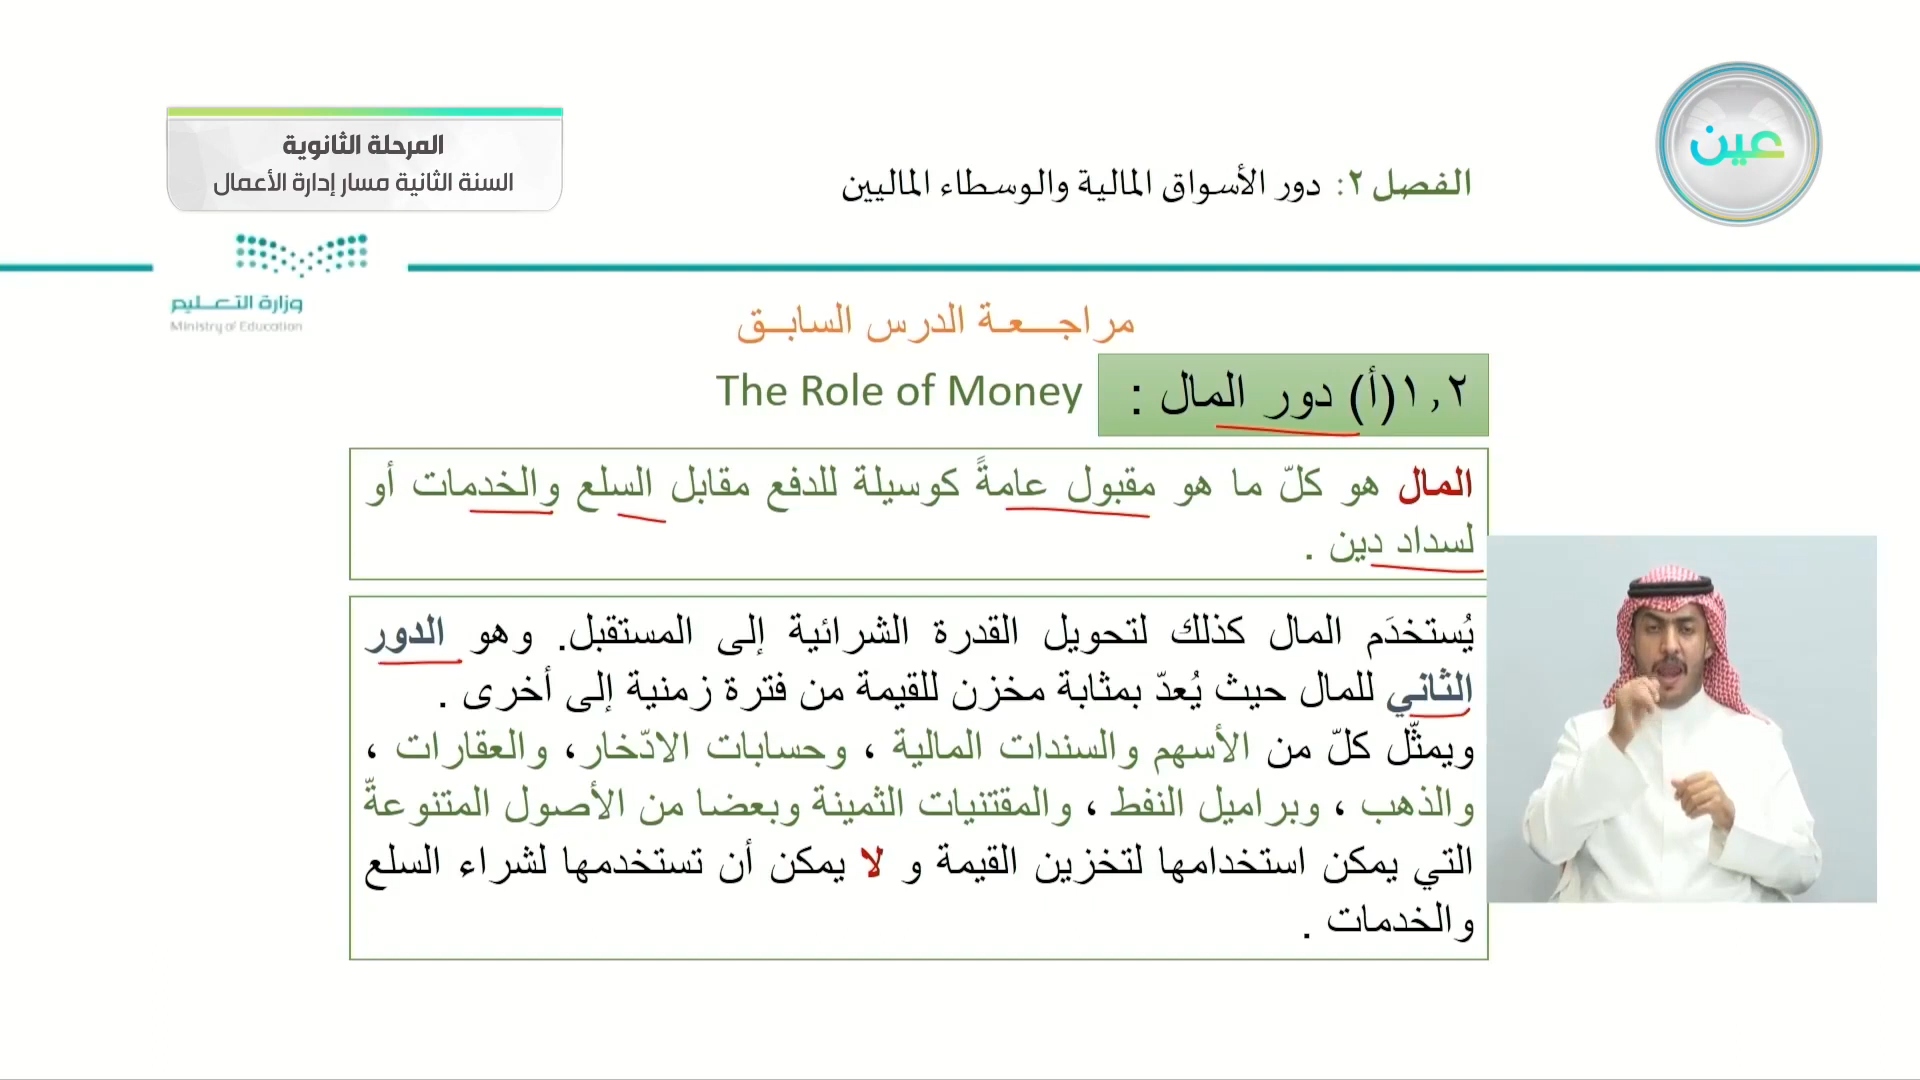 المرحلة الثانوية
السنة الثانية مسار إدارة الأعمال
عين
الفصل ٢: دور الأسواق المالية والوسطاء الماليين
وزارة التعليم
Ministry of Education
مراجعة الدرس السابق
١,٢(أ) دور المال :
The Role of Money
المال هو كلّ ما هو مقبول عامةً كوسيلة للدفع مقابل السلع والخدمات أو
لسداد دين .
يُستخدَم المال كذلك لتحويل القدرة الشرائية إلى المستقبل. وهو الدور
الثاني للمال حيث يُعدّ بمثابة مخزن للقيمة من فترة زمنية إلى أخرى .
ويمثّل كلّ من الأسهم والسندات المالية ، وحسابات الادّخار، والعقارات ،
والذهب ، وبراميل النفط ، والمقتنيات الثمينة وبعضا من الأصول المتنوعةّ
التي يمكن استخدامها لتخزين القيمة و لا يمكن أن تستخدمها لشراء السلع
والخدمات .